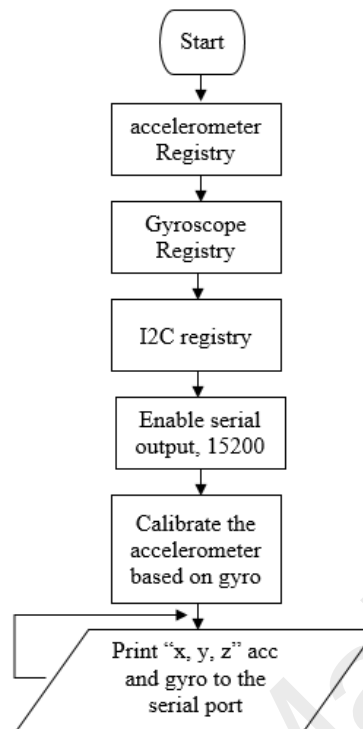 Start
accelerometer
Registry
Gyroscope
Registry
I2C registry
Enable serial
output, 15200
Calibrate the
accelerometer
based on gyro
Print “x, y, z” acc
and gyro to the
serial port